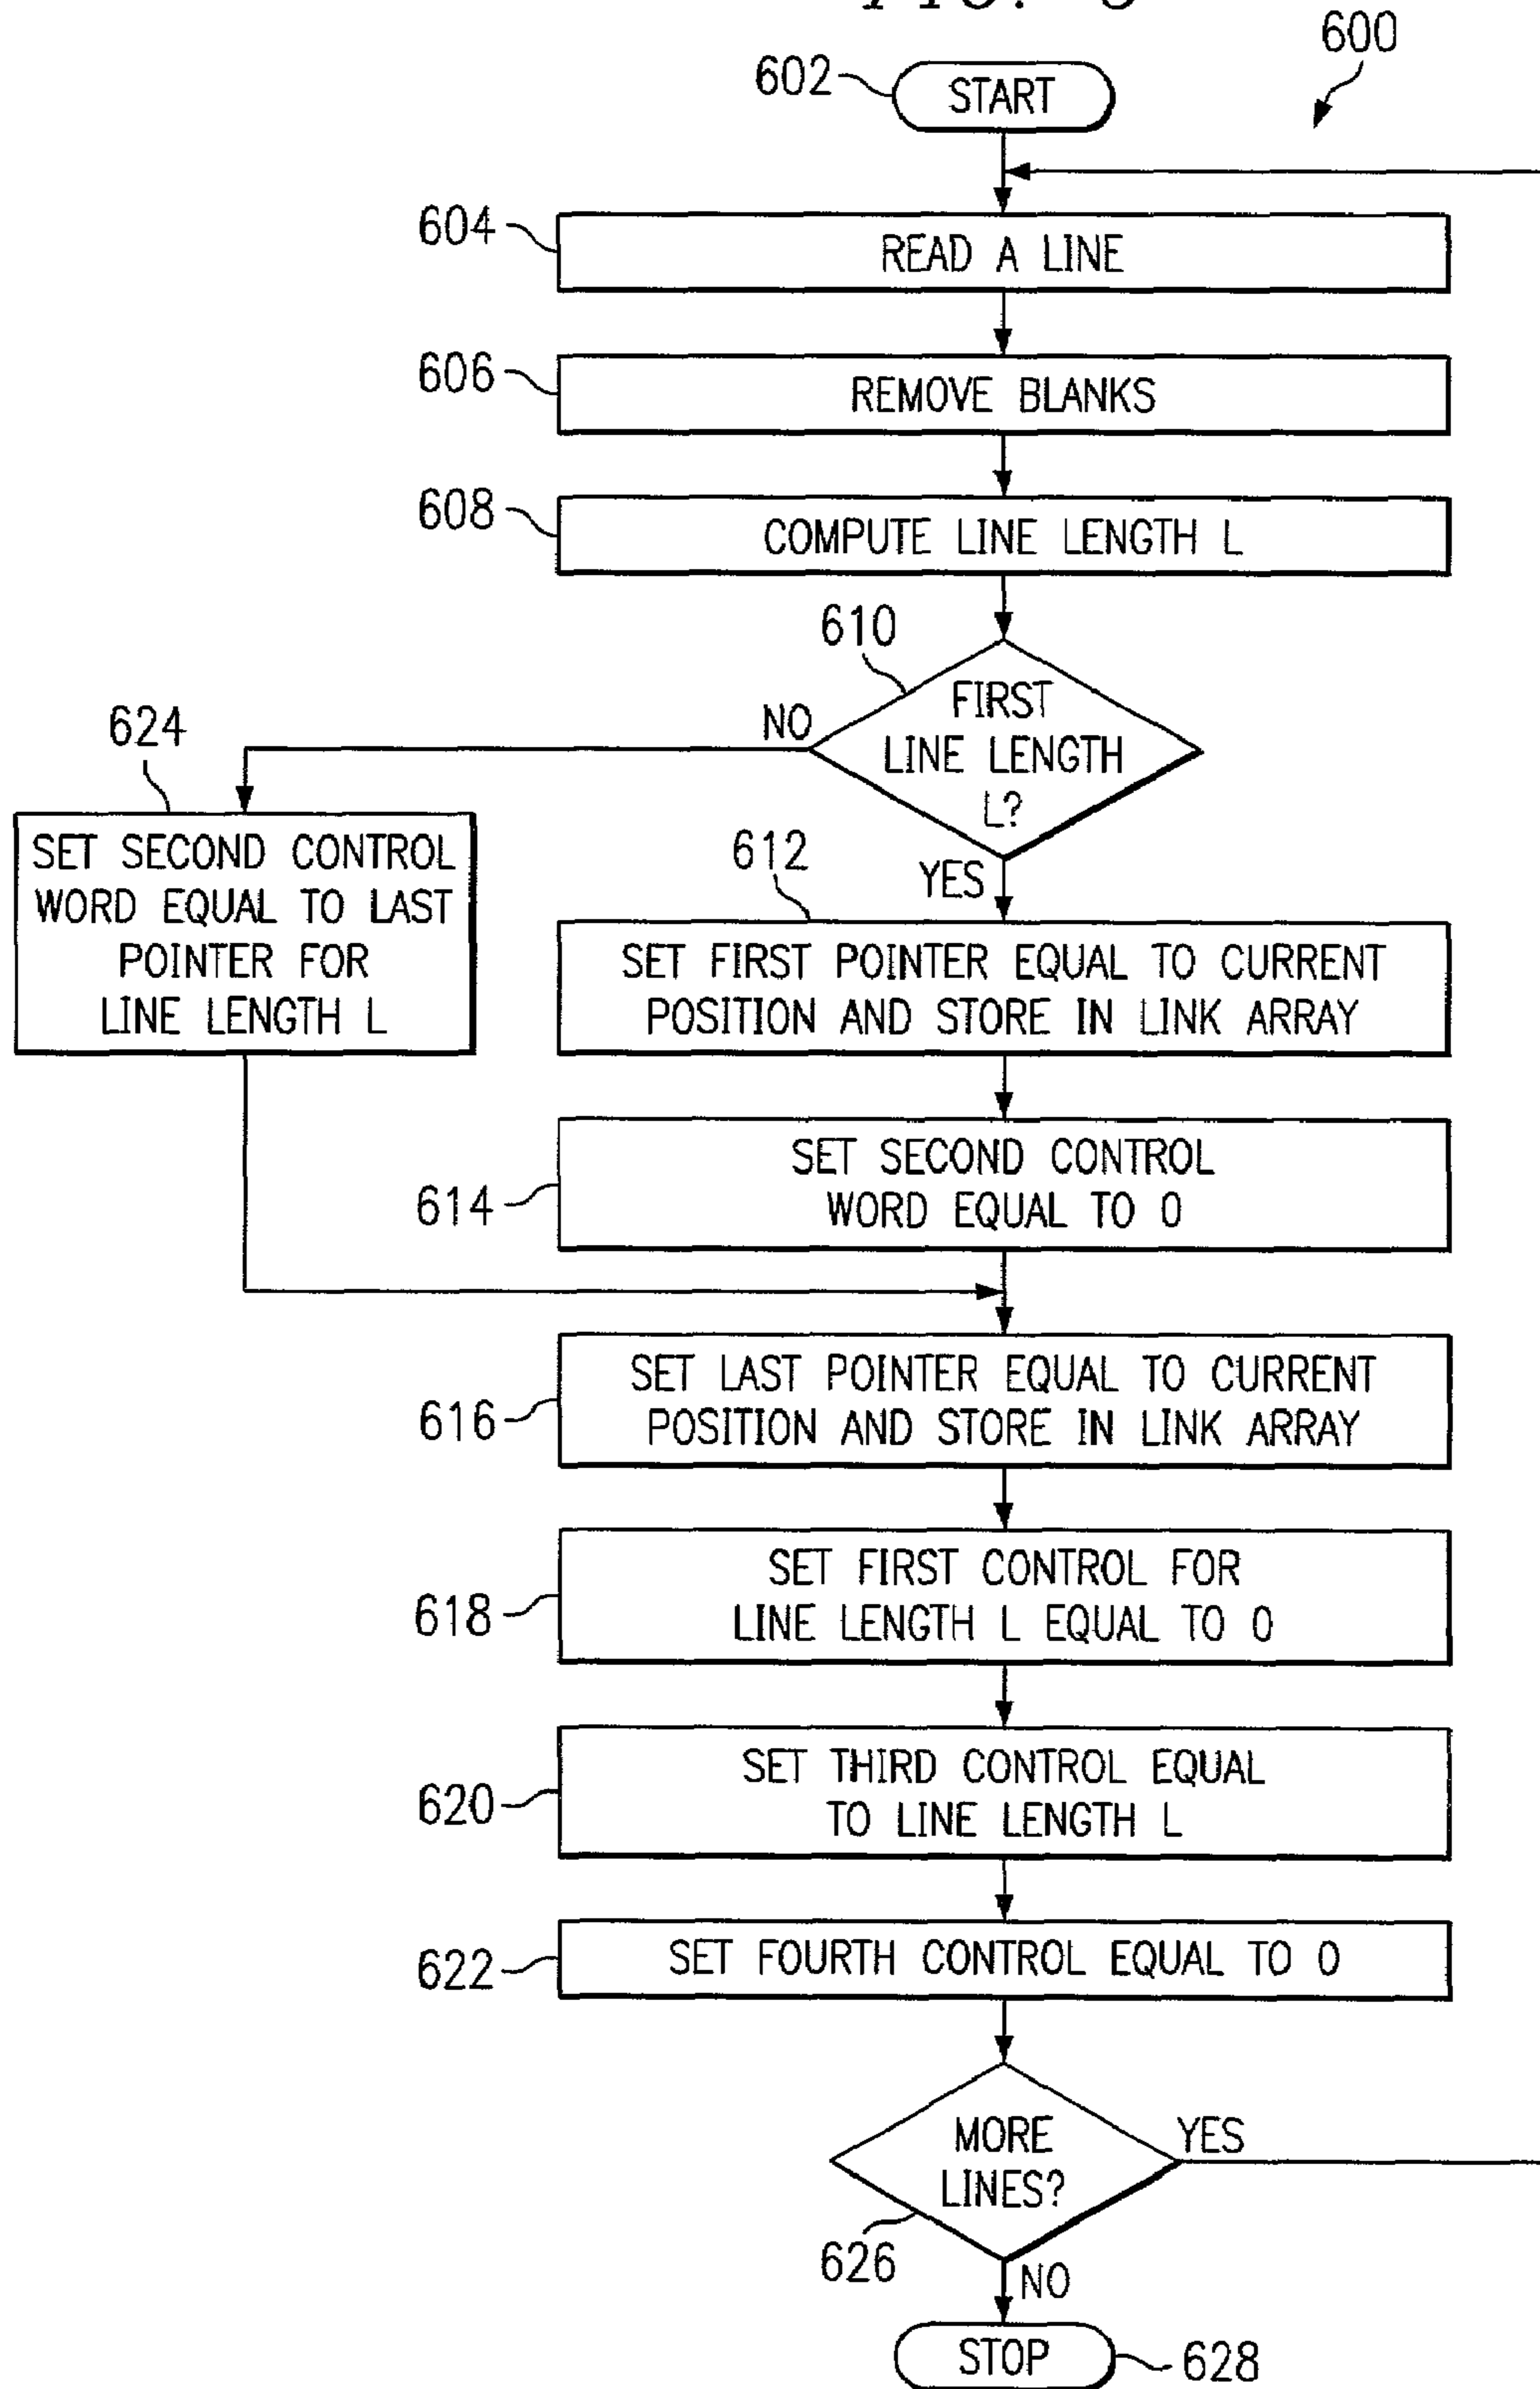 600
602
START
604
READ A LINE
606
REMOVE BLANKS
608
COMPUTE LINE LENGTH L
610
FIRST
LINE LENGTH
L?
NO
YES
624
SET SECOND CONTROL
WORD EQUAL TO LAST
POINTER FOR
LINE LENGTH L
612
SET FIRST POINTER EQUAL TO CURRENT
POSITION AND STORE IN LINK ARRAY
614
SET SECOND CONTROL
WORD EQUAL TO 0
616
SET LAST POINTER EQUAL TO CURRENT
POSITION AND STORE IN LINK ARRAY
618
SET FIRST CONTROL FOR
LINE LENGTH L EQUAL TO 0
620
SET THIRD CONTROL EQUAL
TO LINE LENGTH L
622
SET FOURTH CONTROL EQUAL TO 0
MORE
LINES?
YES
626
NO
STOP
628